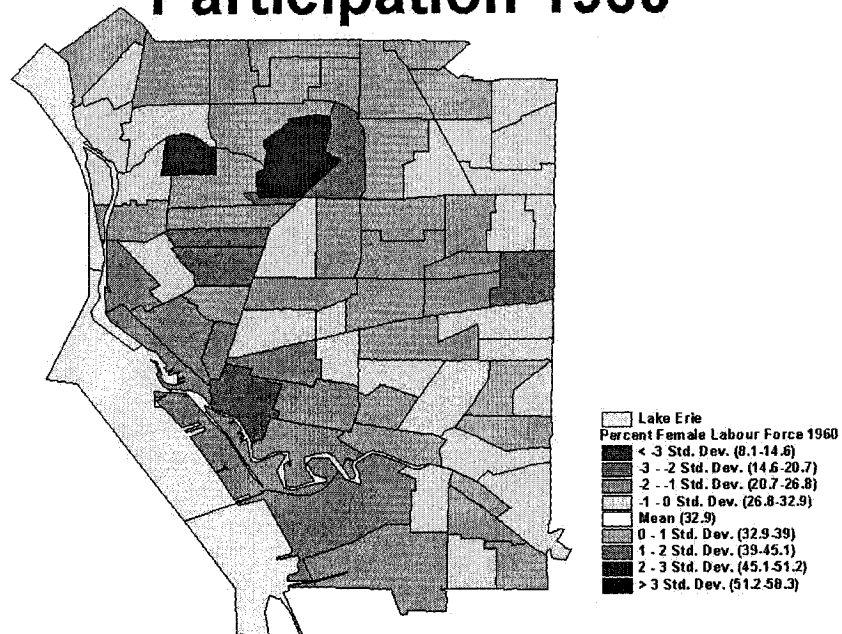 Participation 1960
Lake Erie
Percent Female Labour Force 1960
< -3 Std. Dev. (8.1-14.6)
-3 - -2 Std. Dev. (14.6-20.7)
-2 - -1 Std. Dev. (20.7-26.8)
-1 - 0 Std. Dev. (26.8-32.9)
Mean (32.9)
0 - 1 Std. Dev. (32.9-39)
1 - 2 Std. Dev. (39-45.1)
2 - 3 Std. Dev. (45.1-51.2)
> 3 Std. Dev. (51.2-58.3)